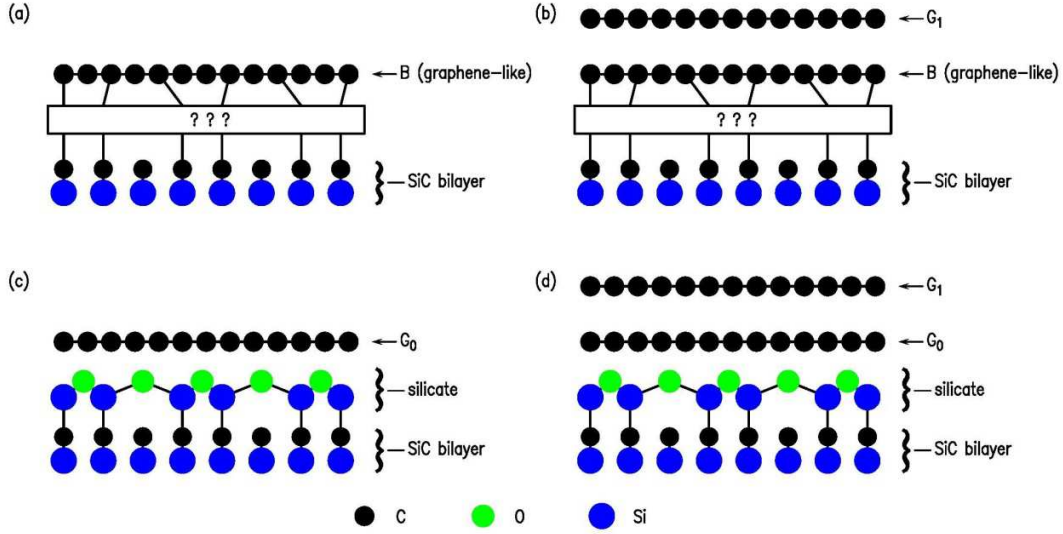 (a)
B (graphene-like)
? ? ?
SiC bilayer
(b)
G₁
B (graphene-like)
? ? ?
SiC bilayer
(c)
G₀
silicate
SiC bilayer
(d)
G₁
G₀
silicate
SiC bilayer
C O Si